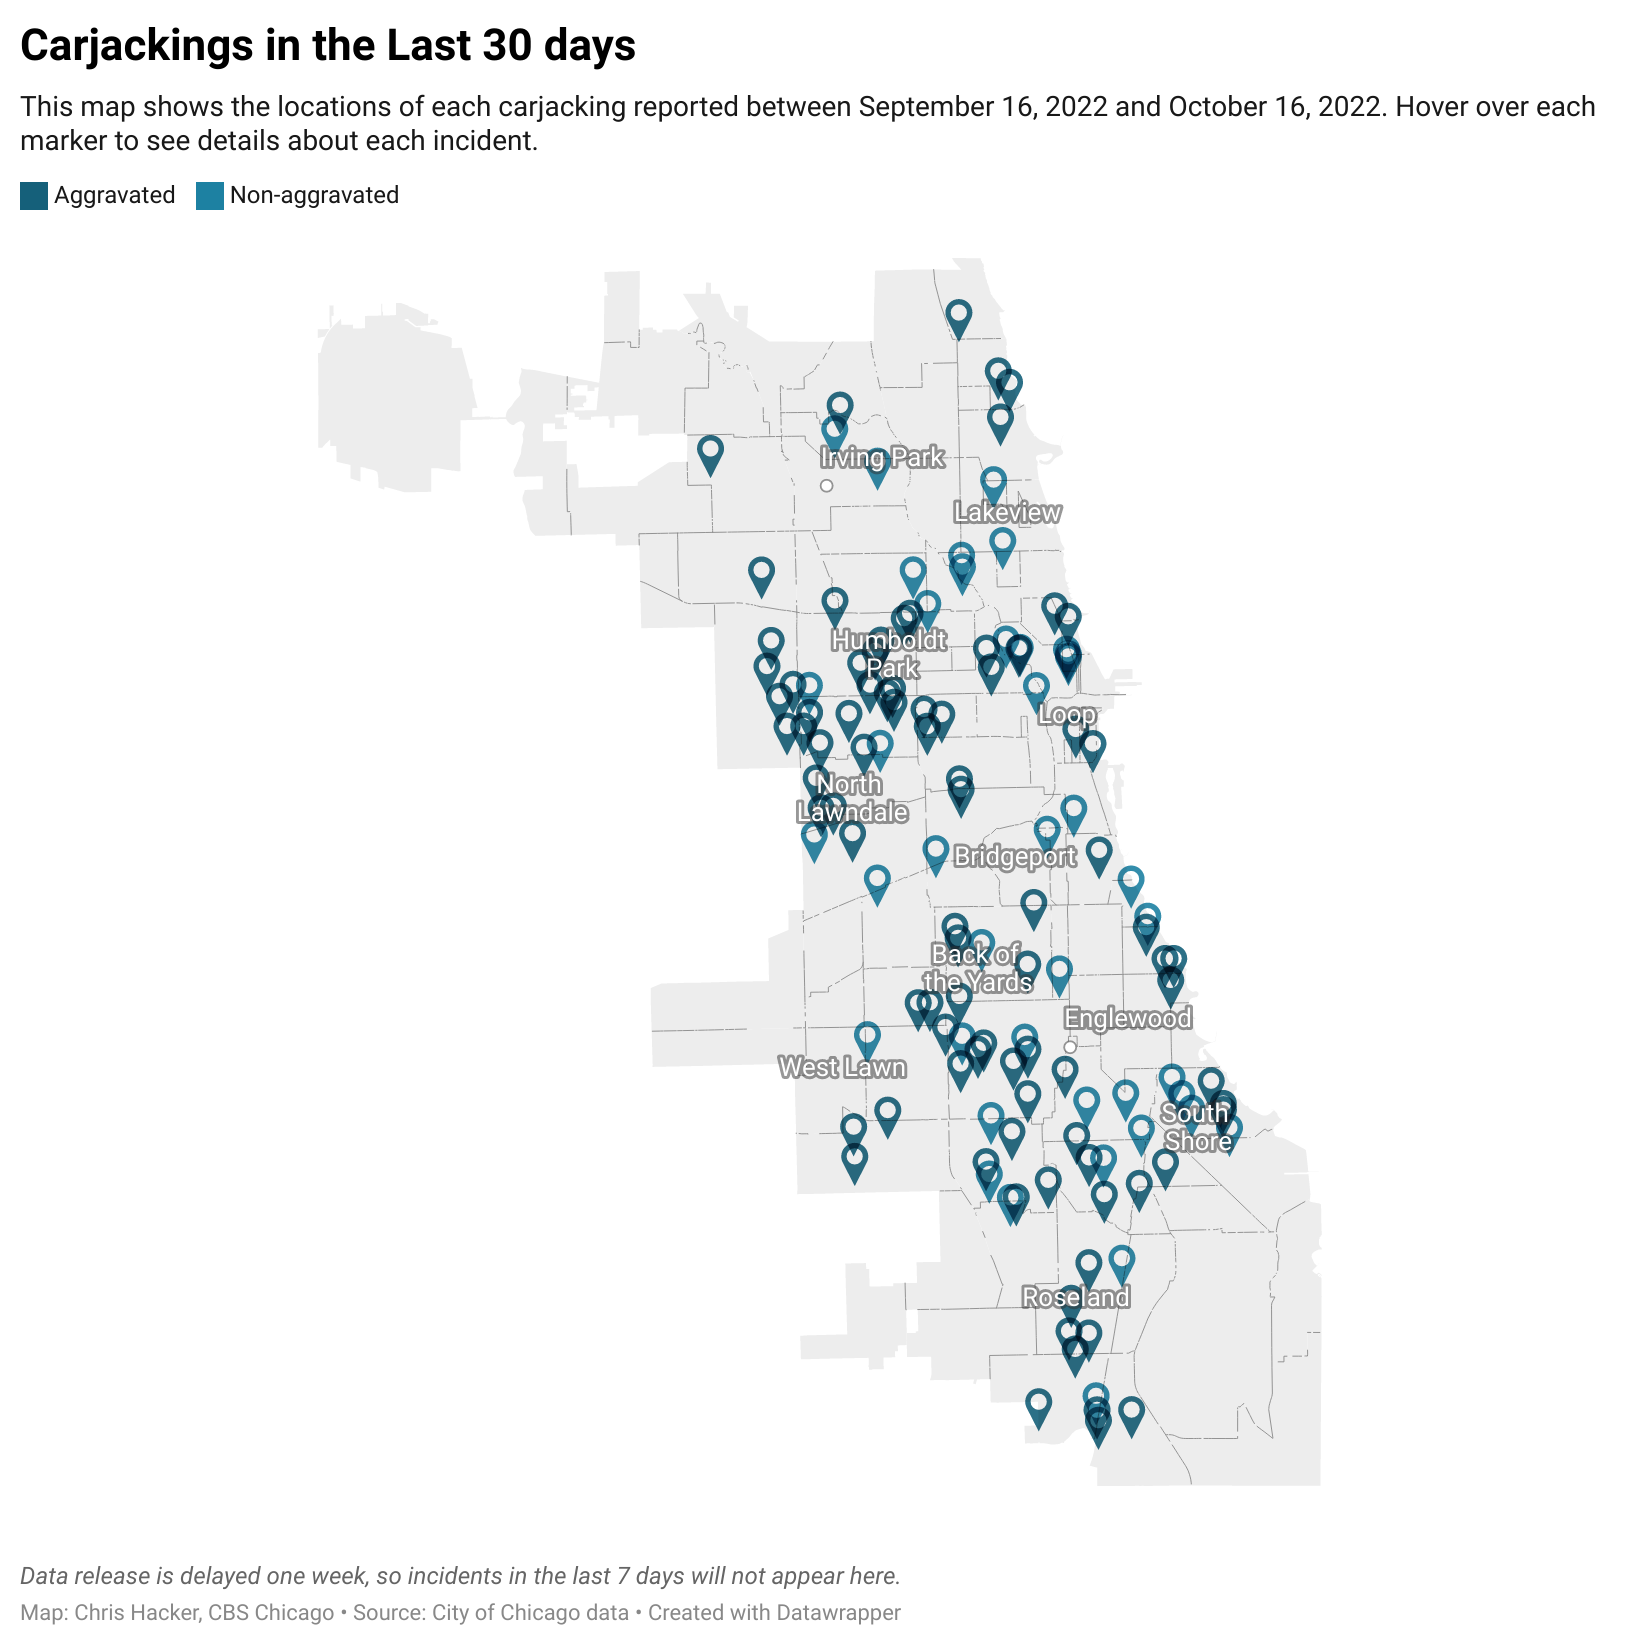 Carjackings in the Last 30 days
This map shows the locations of each carjacking reported between September 16, 2022 and October 16, 2022. Hover over each
marker to see details about each incident.
Aggravated Non-aggravated
Irving Park
Lakeview
Humboldt
Park
Loop
North
Lawndale
Bridgeport
Back of
the Yards
Englewood
West Lawn
South
Shore
Roseland
Data release is delayed one week, so incidents in the last 7 days will not appear here.
Map: Chris Hacker, CBS Chicago • Source: City of Chicago data • Created with Datawrapper